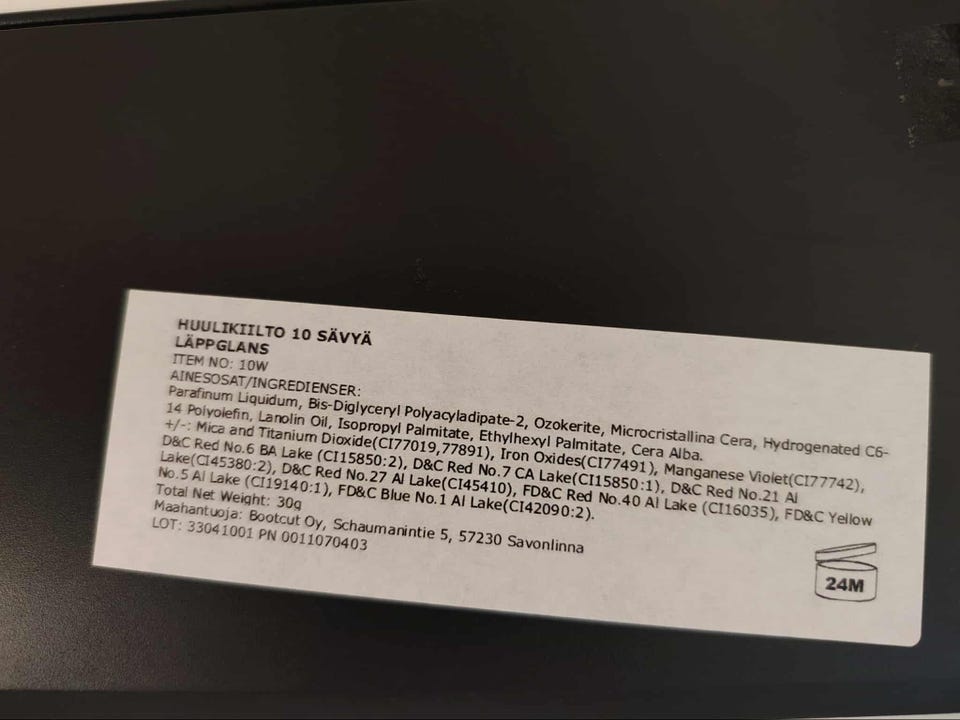 HUULIKIILTO 10 SÄVYÄ
LÄPPGLANS
ITEM NO: 10W
AINESOSAT/INGREDIENSER:
Parafinum Liquidum, Bis-Diglyceryl Polyacyladipate-2, Ozokerite, Microcristallina Cera, Hydrogenated C6-
14 Polyolefin, Lanolin Oil, Isopropyl Palmitate, Ethylhexyl Palmitate, Cera Alba.
+/-: Mica and Titanium Dioxide(CI77019,77891), Iron Oxides(CI77491), Manganese Violet(CI77742),
D&C Red No.6 BA Lake (CI15850:2), D&C Red No.7 CA Lake(CI15850:1), D&C Red No.21 Al
Lake(CI45380:2), D&C Red No.27 Al Lake(CI45410), FD&C Red No.40 Al Lake (CI16035), FD&C Yellow
No.5 Al Lake (CI19140:1), FD&C Blue No.1 Al Lake(CI42090:2).
Total Net Weight: 30g
Maahantuoja: Bootcut Oy, Schaumanintie 5, 57230 Savonlinna
LOT: 33041001 PN 0011070403
24M